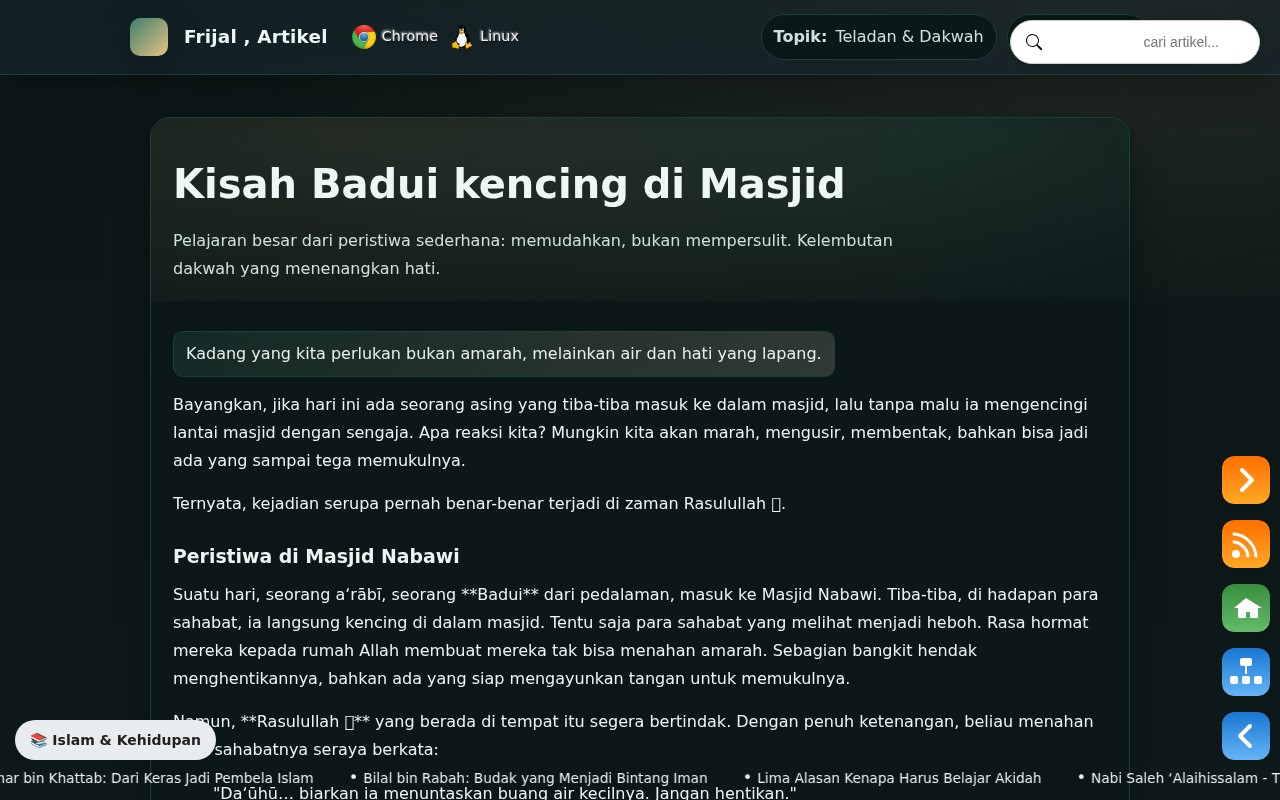 Frijal , Artikel
Chrome
Linux
Topik: Teladan & Dakwah
cari artikel...
Kisah Badui kencing di Masjid
Pelajaran besar dari peristiwa sederhana: memudahkan, bukan mempersulit. Kelembutan
dakwah yang menenangkan hati.
Kadang yang kita perlukan bukan amarah, melainkan air dan hati yang lapang.
Bayangkan, jika hari ini ada seorang asing yang tiba-tiba masuk ke dalam masjid, lalu tanpa malu ia mengencingi
lantai masjid dengan sengaja. Apa reaksi kita? Mungkin kita akan marah, mengusir, membentak, bahkan bisa jadi
ada yang sampai tega memukulnya.
Ternyata, kejadian serupa pernah benar-benar terjadi di zaman Rasulullah .
Peristiwa di Masjid Nabawi
Suatu hari, seorang a‘rābī, seorang **Badui** dari pedalaman, masuk ke Masjid Nabawi. Tiba-tiba, di hadapan para
sahabat, ia langsung kencing di dalam masjid. Tentu saja para sahabat yang melihat menjadi heboh. Rasa hormat
mereka kepada rumah Allah membuat mereka tak bisa menahan amarah. Sebagian bangkit hendak
menghentikannya, bahkan ada yang siap mengayunkan tangan untuk memukulnya.
Namun, **Rasulullah ** yang berada di tempat itu segera bertindak. Dengan penuh ketenangan, beliau menahan
sahabatnya seraya berkata:
📚 Islam & Kehidupan
mar bin Khattab: Dari Keras Jadi Pembela Islam • Bilal bin Rabah: Budak yang Menjadi Bintang Iman • Lima Alasan Kenapa Harus Belajar Akidah • Nabi Saleh ‘Alaihissalam - T
"Da‘ūhū… biarkan ia menuntaskan buang air kecilnya. Jangan hentikan."